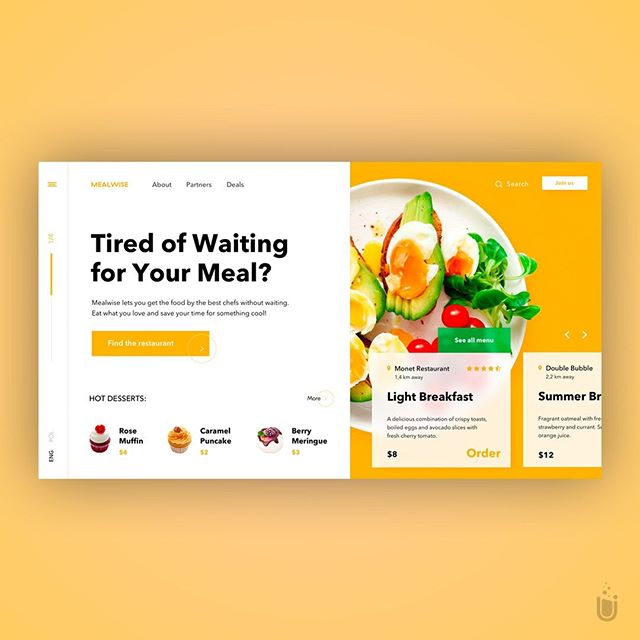 MEALWISE
About
Partners
Deals
Search
Join us
1/4
Tired of Waiting
for Your Meal?
Mealwise lets you get the food by the best chefs without waiting.
Eat what you love and save your time for something cool!
Find the restaurant
See all menu
HOT DESSERTS:
More
Rose
Muffin
$4
Caramel
Puncake
$2
Berry
Meringue
$3
Monet Restaurant
1,4 km away
Light Breakfast
A delicious combination of crispy toasts,
boiled eggs and avocado slices with
fresh cherry tomato.
$8
Order
Double Bubble
2,2 km away
Summer Br
Fragrant oatmeal with fre
strawberry and currant. S
orange juice.
$12
POL
ENG